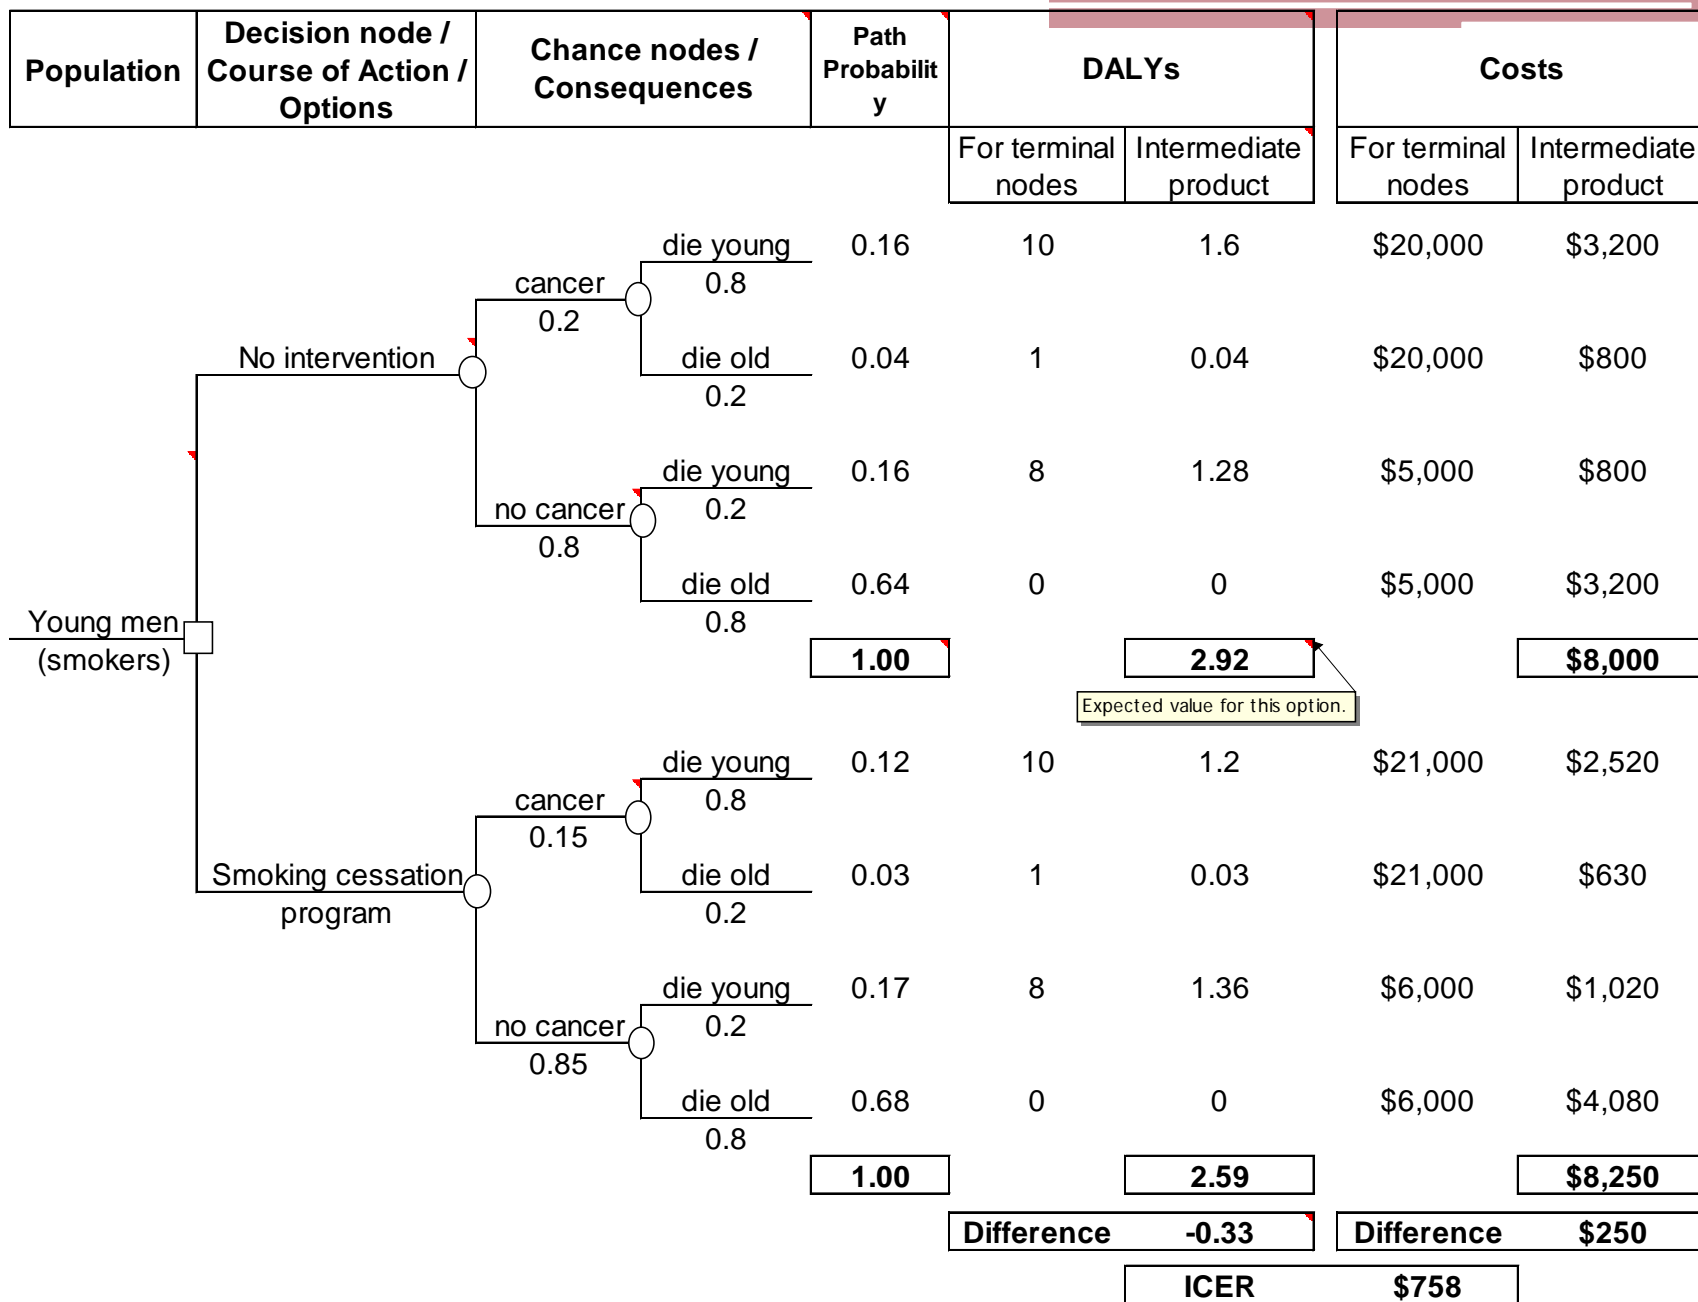 Population
Decision node /
Course of Action /
Options
Chance nodes /
Consequences
Path
Probabilit
y
DALYs
Costs
For terminal
nodes
Intermediate
product
For terminal
nodes
Intermediate
product
die young 0.16 10 1.6 $20,000 $3,200
cancer 0.8
0.2
No intervention die old 0.04 1 0.04 $20,000 $800
0.2
die young 0.16 8 1.28 $5,000 $800
no cancer 0.2
0.8
die old 0.64 0 0 $5,000 $3,200
Young men 0.8
(smokers) 1.00 2.92 $8,000
Expected value for this option.
die young 0.12 10 1.2 $21,000 $2,520
cancer 0.8
0.15
Smoking cessation die old 0.03 1 0.03 $21,000 $630
program 0.2
die young 0.17 8 1.36 $6,000 $1,020
no cancer 0.2
0.85
die old 0.68 0 0 $6,000 $4,080
0.8
1.00 2.59 $8,250
Difference -0.33 Difference $250
ICER $758